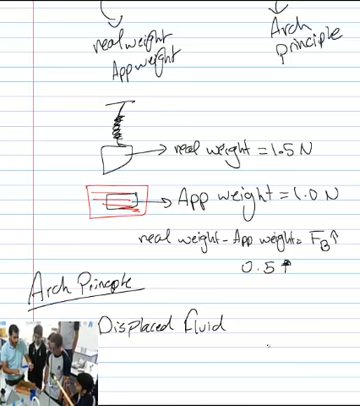 real weight
App weight
Arch
principle
real weight = 1.5 N
App weight = 1.0 N
real weight - App weight = FB↑
0.5↑
Arch Principle
Displaced Fluid